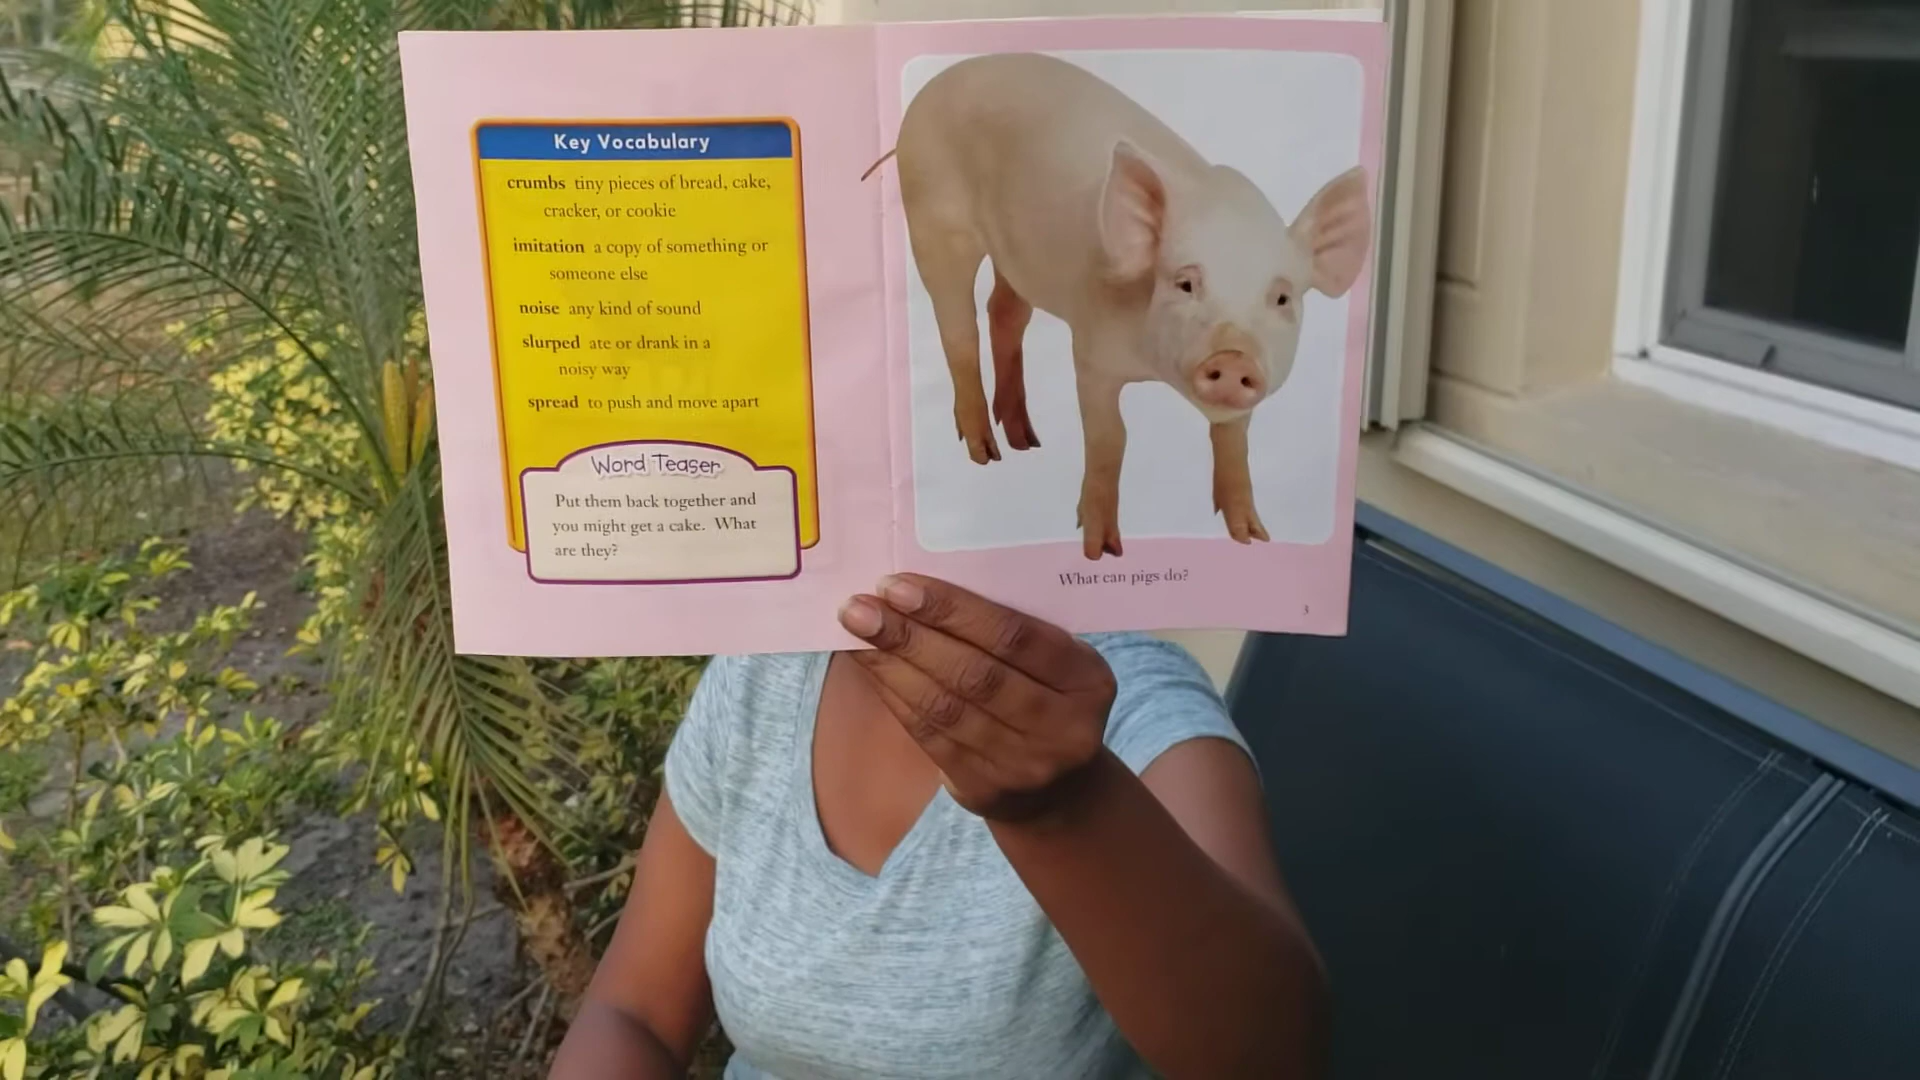 Key Vocabulary
crumbs tiny pieces of bread, cake,
cracker, or cookie
imitation a copy of something or
someone else
noise any kind of sound
slurped ate or drank in a
noisy way
spread to push and move apart
Word Teaser
Put them back together and
you might get a cake. What
are they?
What can pigs do?
3